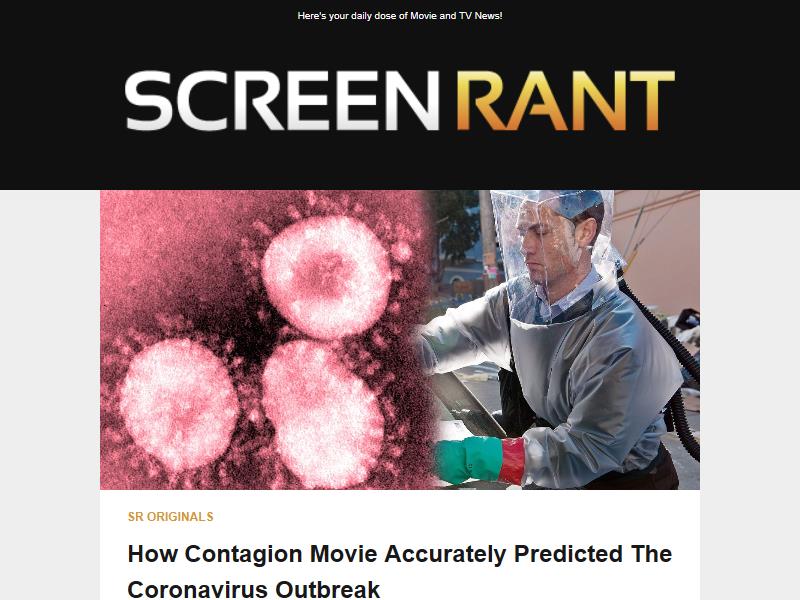 Here's your daily dose of Movie and TV News!
SCREEN RANT
SR ORIGINALS
How Contagion Movie Accurately Predicted The
Coronavirus Outbreak